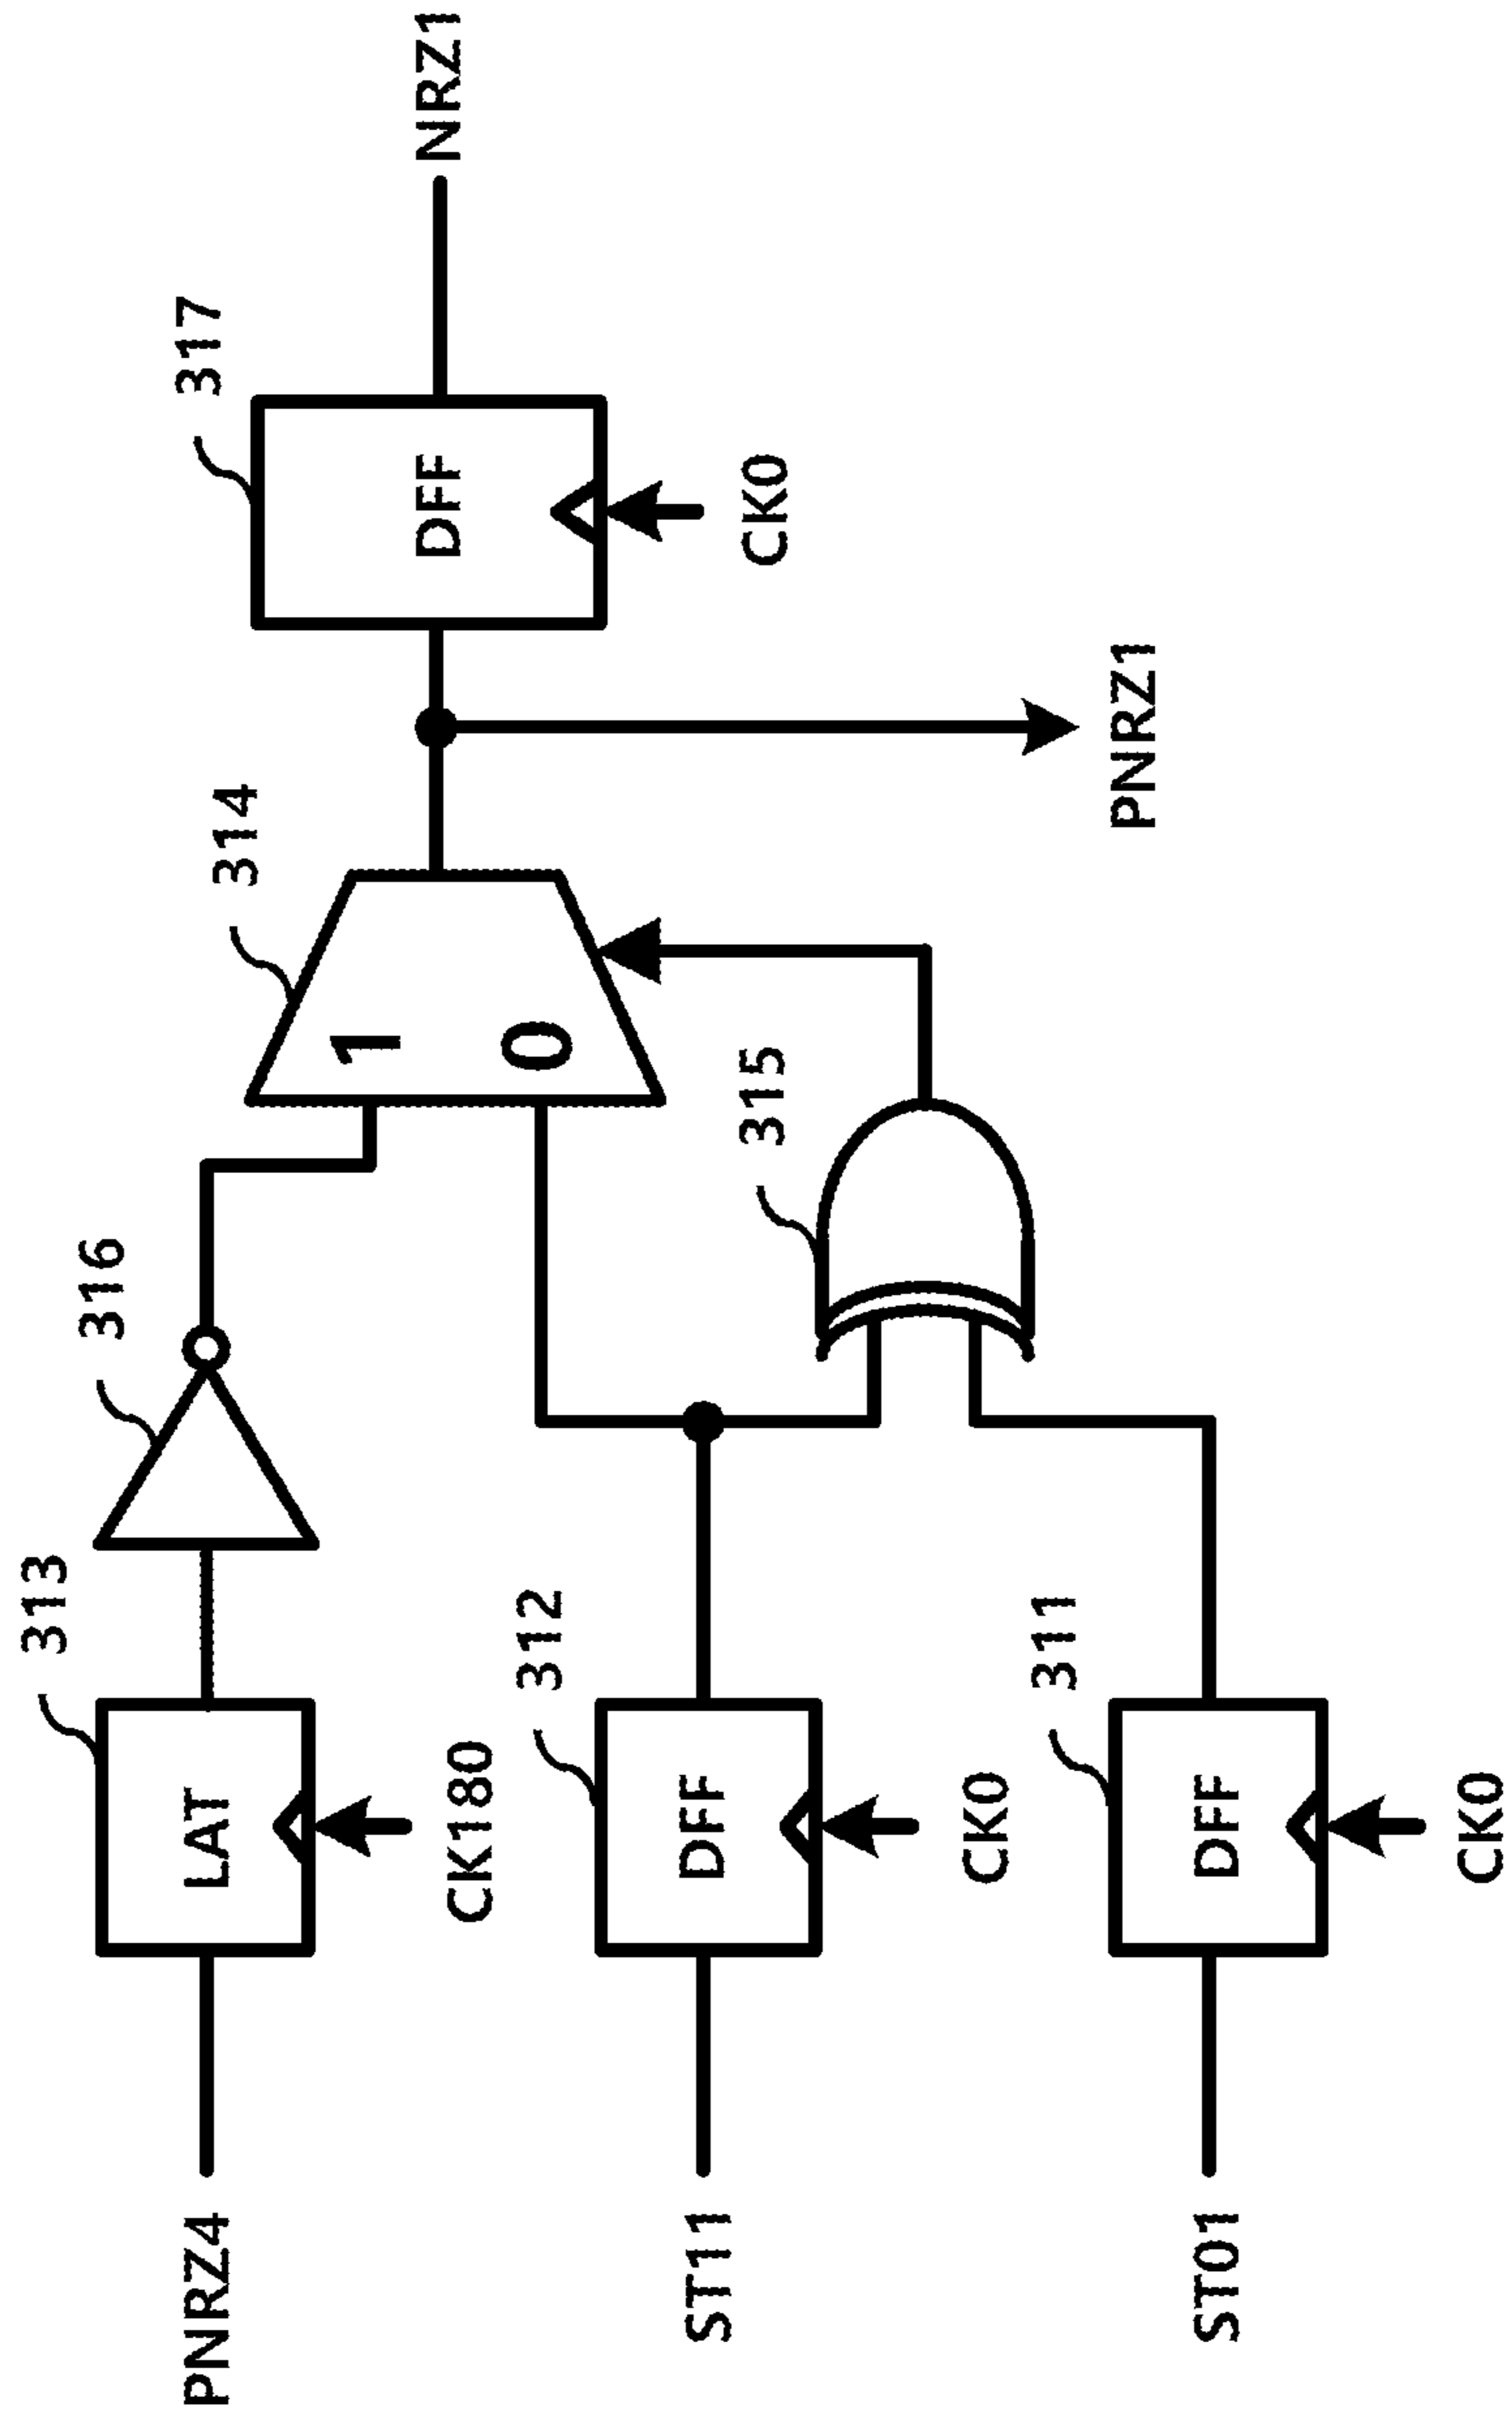 313
316
314
317
PNRZ4
LAT
1
DFF
NRZ1
CK180
0
CK0
312
315
ST11
DFF
PNRZ1
CK0
311
ST01
DFF
CK0